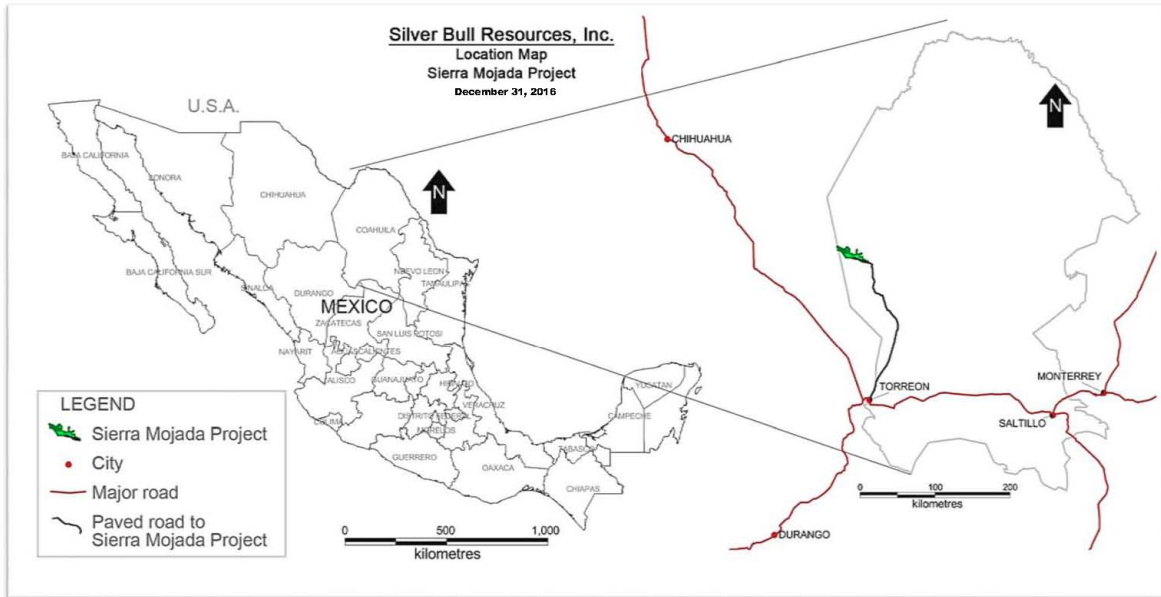 Silver Bull Resources, Inc.
Location Map
Sierra Mojada Project
December 31, 2016
U.S.A.
BAJA CALIFORNIA
SONORA
CHIHUAHUA
COAHUILA
N
BAJA CALIFORNIA SUR
SINALOA
DURANGO
NUEVO LEON
TAMAULIPA
MÉXICO
ZACATECAS
SAN LUIS POTOSI
NAYARIT
AGUASCALIENTES
JALISCO
GUANAJUATO
HIDALGO
VERACRUZ
YUCATAN
COLIMA
DISTRITO FEDERAL
MORELOS
CAMPECHE
GUERRERO
OAXACA
TABASCO
CHIAPAS
0 500 1,000
kilometres
LEGEND
Sierra Mojada Project
City
Major road
Paved road to
Sierra Mojada Project
CHIHUAHUA
N
TORREON
MONTERREY
SALTILLO
0 100 200
kilometres
DURANGO